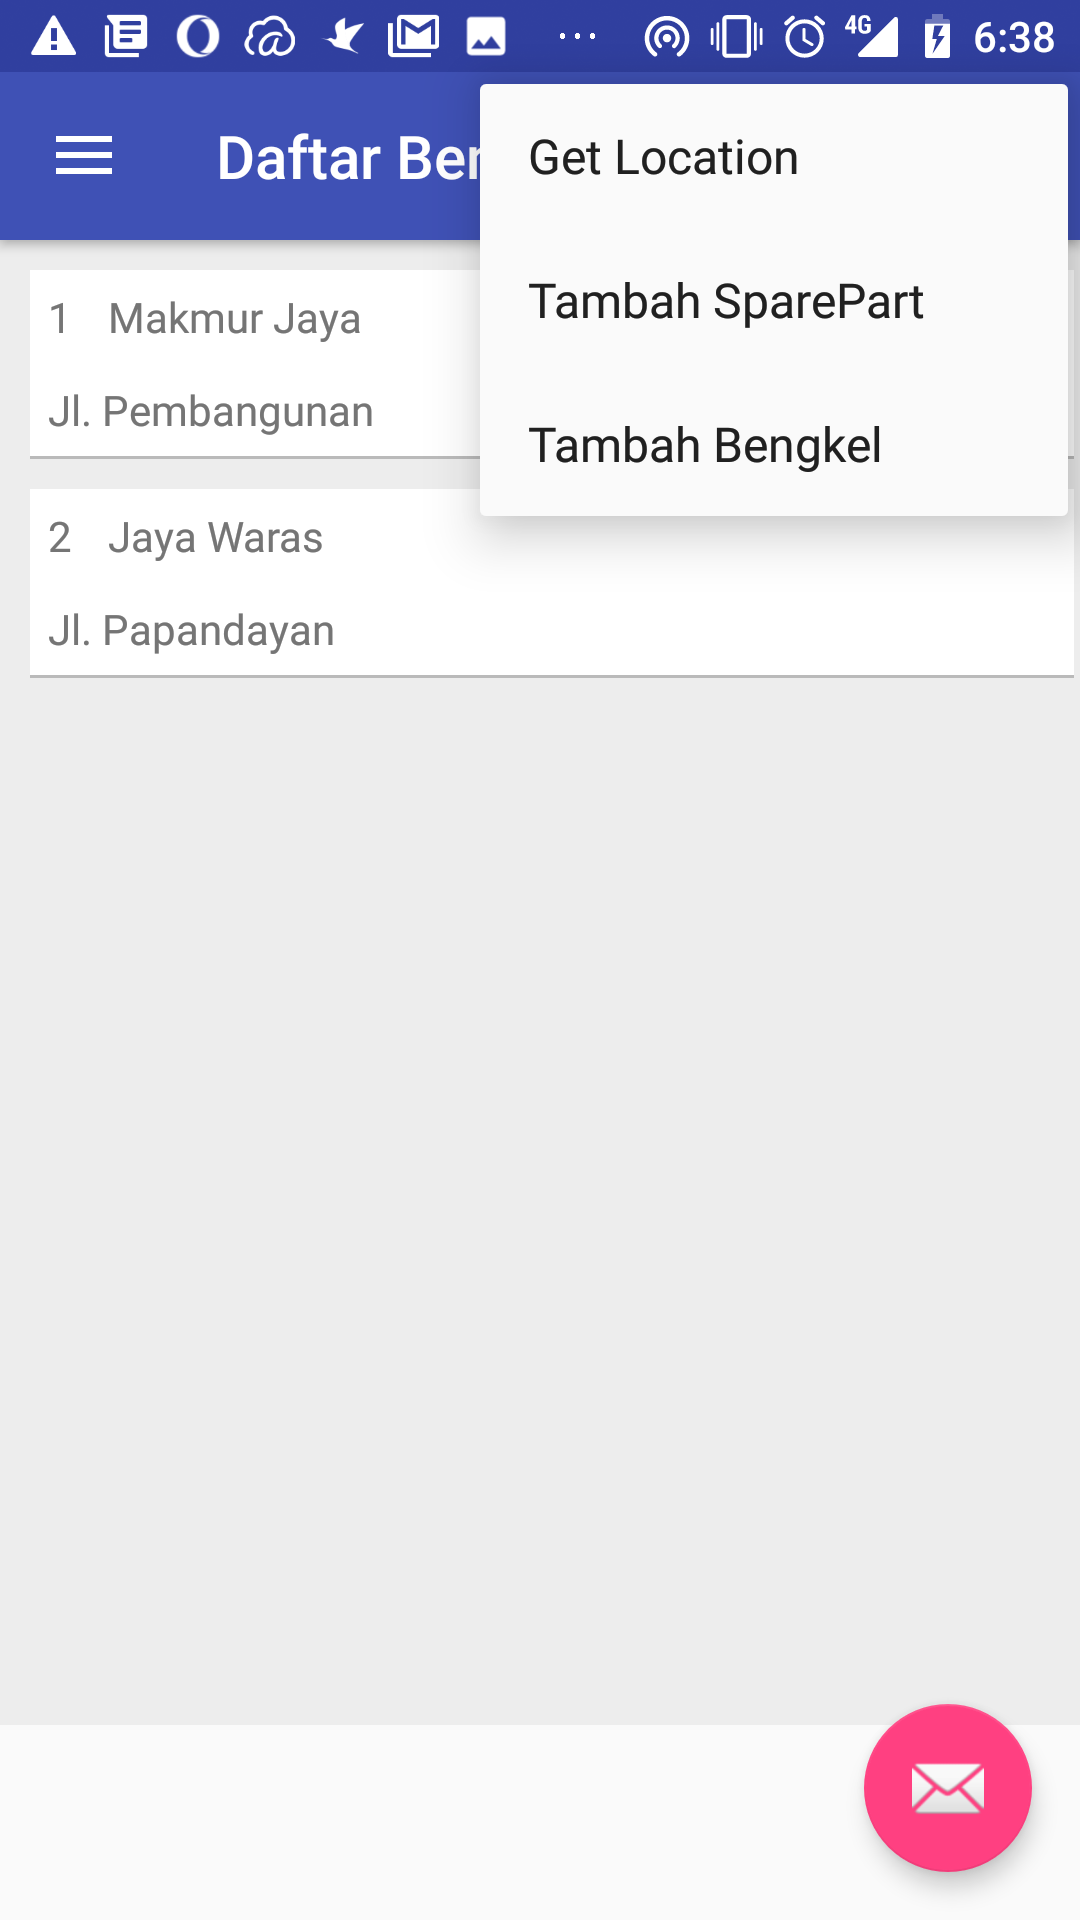 4G 6:38
Daftar Ben
Get Location
Tambah SparePart
Tambah Bengkel
1 Makmur Jaya
Jl. Pembangunan
2 Jaya Waras
Jl. Papandayan